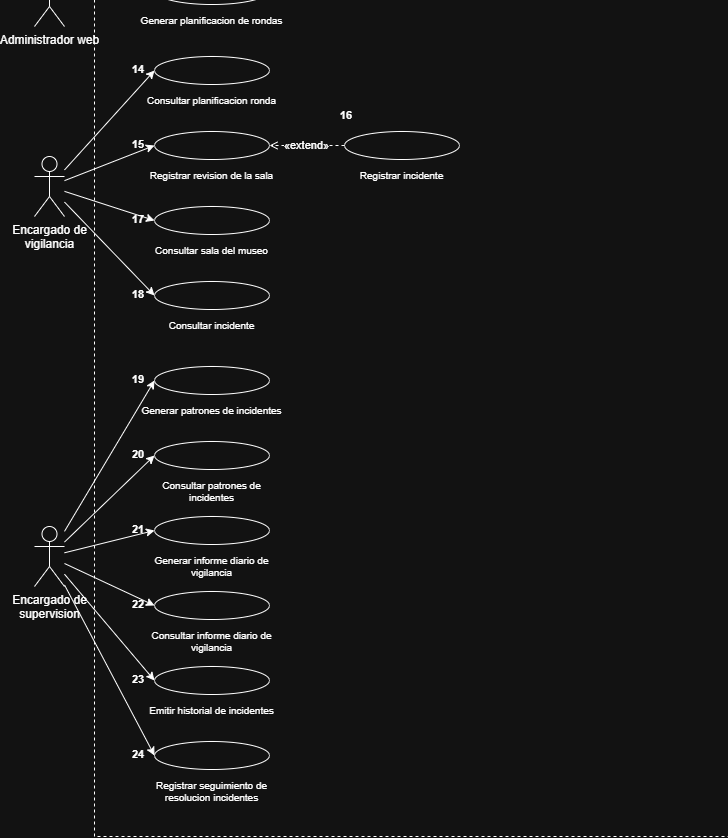 Generar planificacion de rondas
Administrador web
14
Consultar planificacion ronda
16
15
«extend»
Registrar revision de la sala
Registrar incidente
17
Encargado de
vigilancia
Consultar sala del museo
18
Consultar incidente
19
Generar patrones de incidentes
20
Consultar patrones de
incidentes
21
Generar informe diario de
vigilancia
Encargado de
supervision
22
Consultar informe diario de
vigilancia
23
Emitir historial de incidentes
24
Registrar seguimiento de
resolucion incidentes